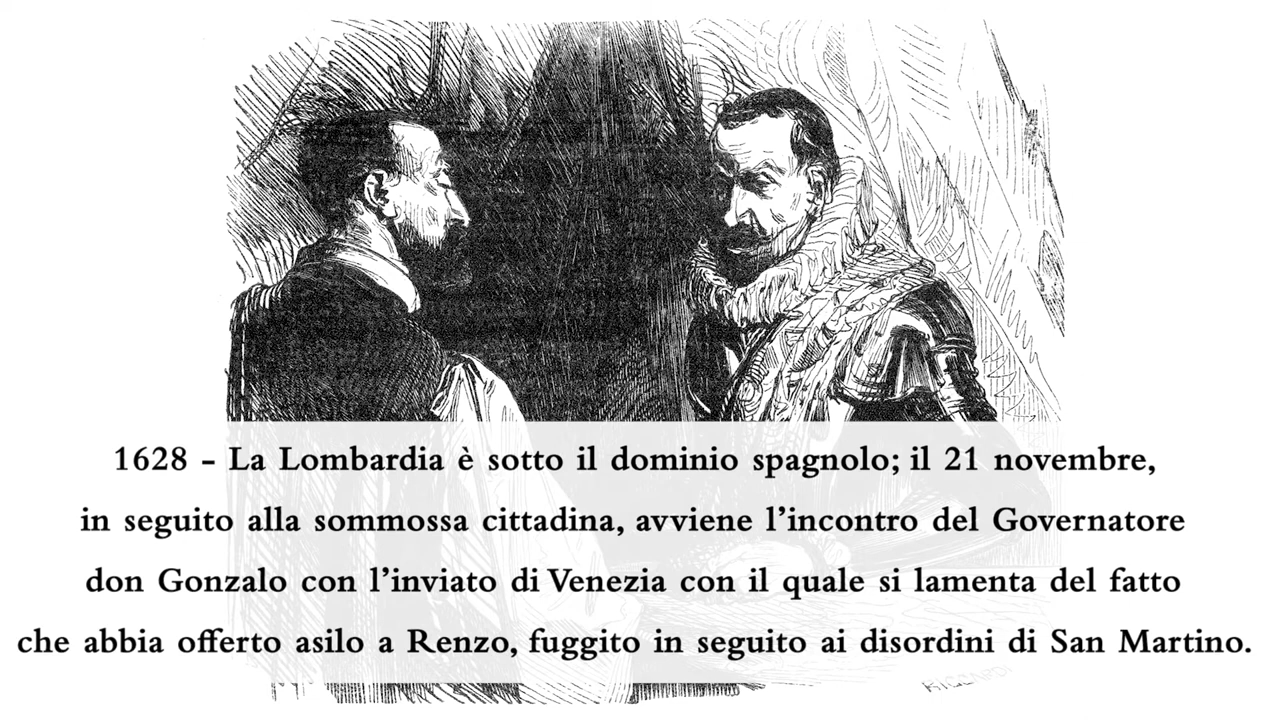 1628 - La Lombardia è sotto il dominio spagnolo; il 21 novembre,
in seguito alla sommossa cittadina, avviene l'incontro del Governatore
don Gonzalo con l'inviato di Venezia con il quale si lamenta del fatto
che abbia offerto asilo a Renzo, fuggito in seguito ai disordini di San Martino.